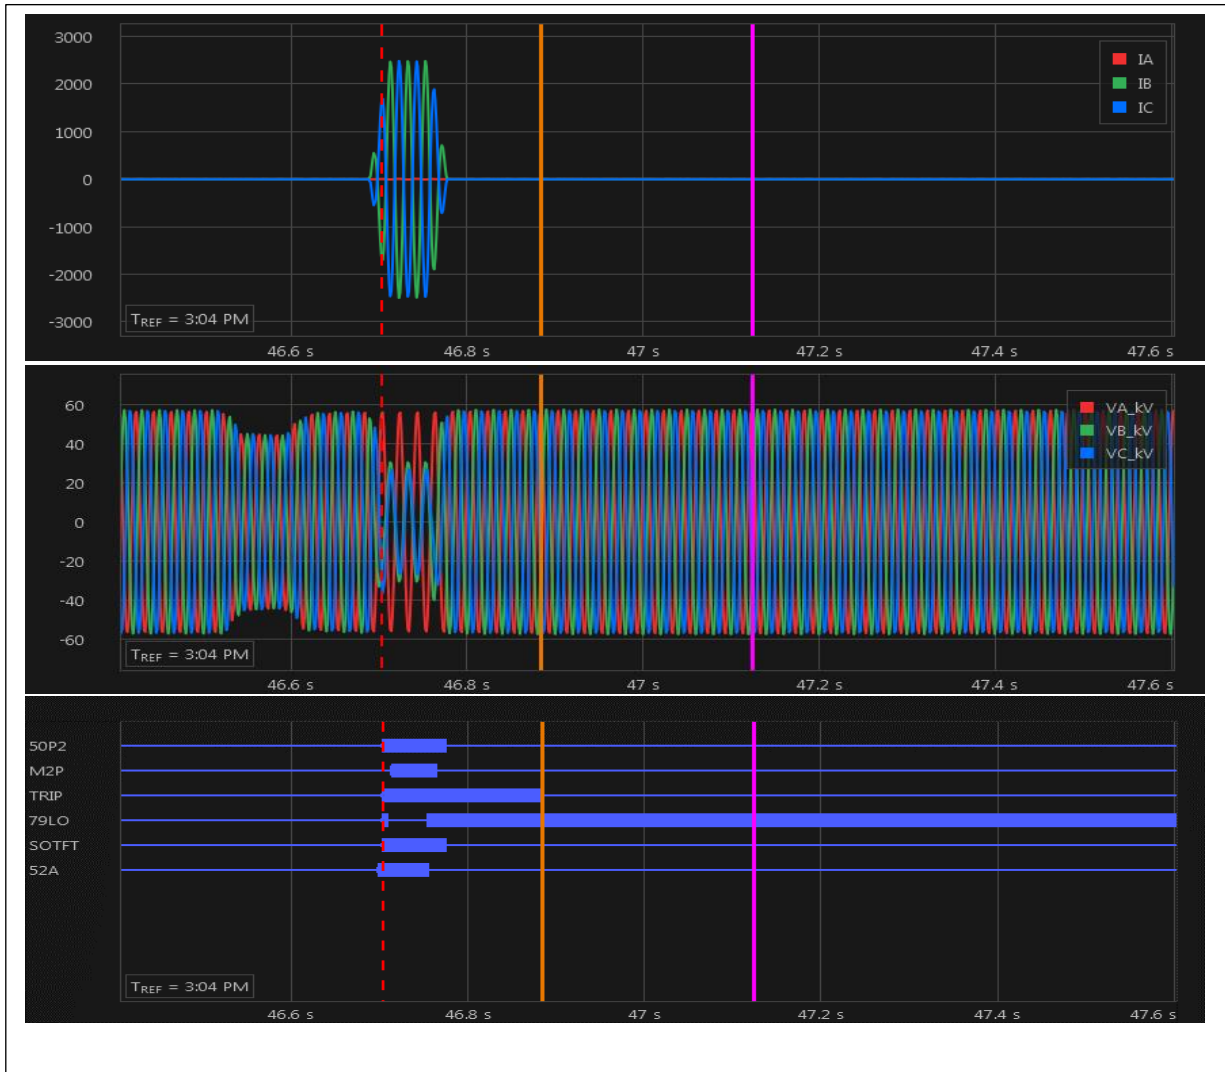 3000
2000
1000
0
-1000
-2000
-3000
IA
IB
IC
T_REF = 3:04 PM
46.6 s 46.8 s 47 s 47.2 s 47.4 s 47.6 s
60
40
20
0
-20
-40
-60
VA_kV
VB_kV
VC_kV
T_REF = 3:04 PM
46.6 s 46.8 s 47 s 47.2 s 47.4 s 47.6 s
50P2
M2P
TRIP
79LO
SOTFT
52A
T_REF = 3:04 PM
46.6 s 46.8 s 47 s 47.2 s 47.4 s 47.6 s